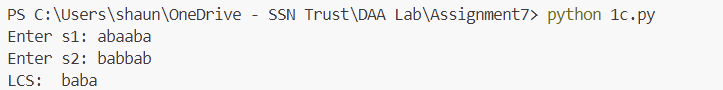 PS C:\Users\shaun\OneDrive - SSN Trust\DAA Lab\Assignment7> python 1c.py
Enter s1: abaaba
Enter s2: babbab
LCS:  baba